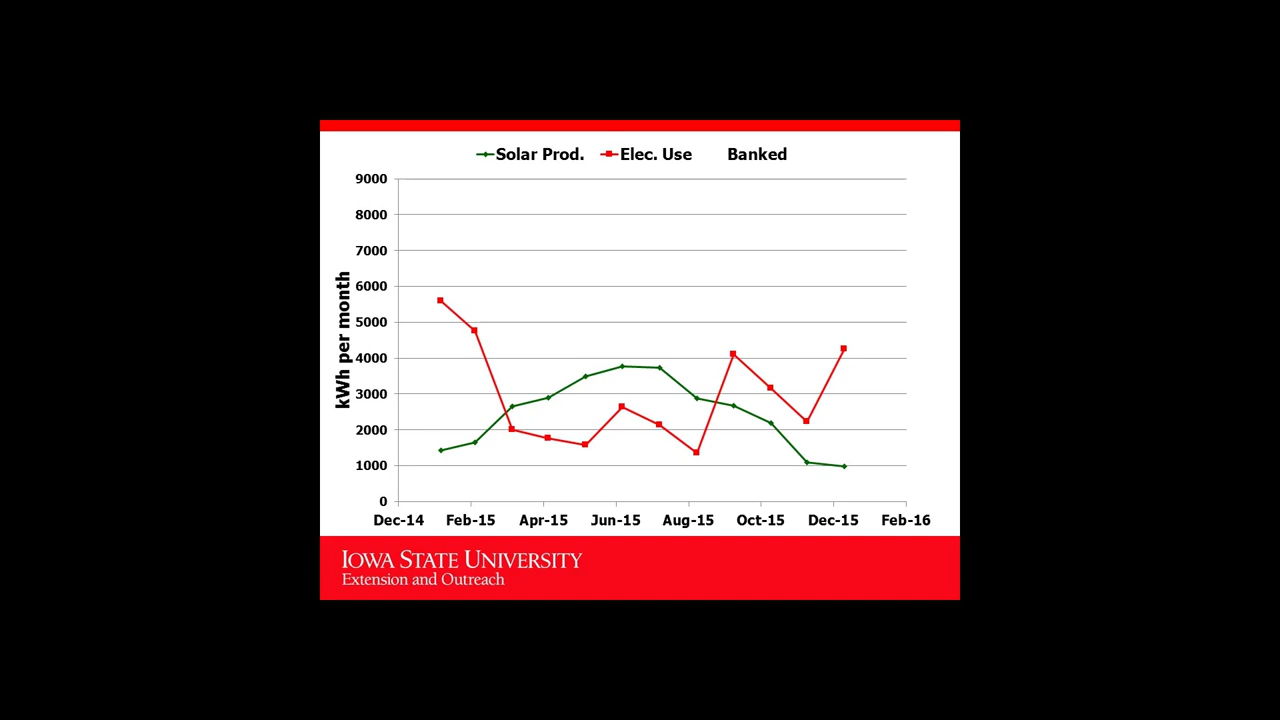 Solar Prod. Elec. Use Banked
9000
8000
7000
6000
5000
4000
3000
2000
1000
0
kWh per month
Dec-14 Feb-15 Apr-15 Jun-15 Aug-15 Oct-15 Dec-15 Feb-16
IOWA STATE UNIVERSITY
Extension and Outreach